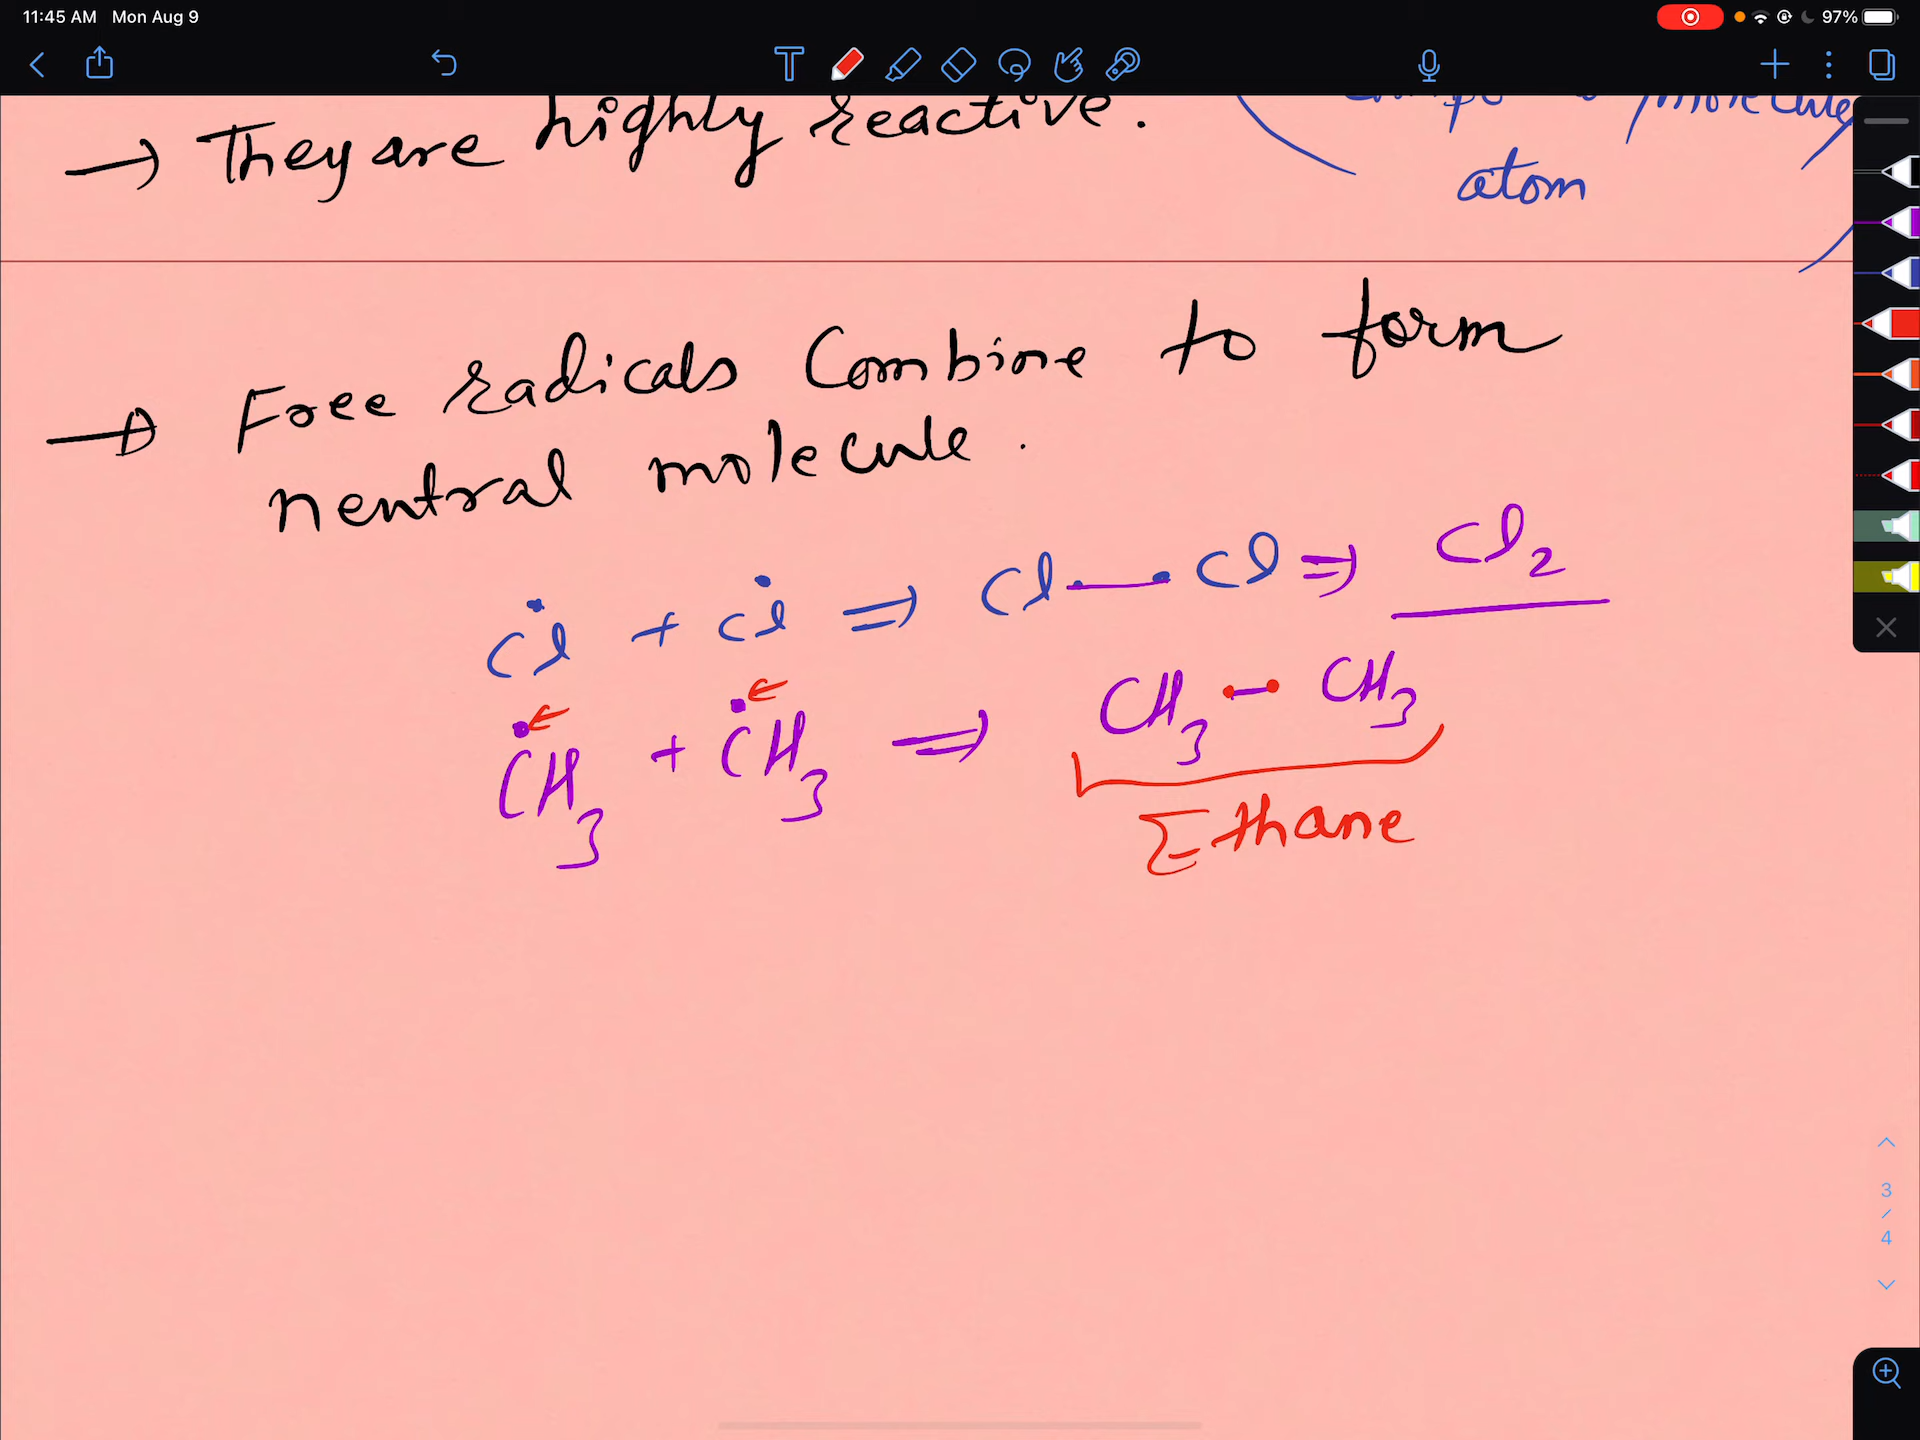 11:45 AM Mon Aug 9
97%
→ They are highly reactive.
molecule
atom
→ Free radicals Combine to form
neutral molecule.
Cl• + Cl• ⇒ Cl—Cl ⇒ Cl₂
•CH₃ + •CH₃ ⇒ CH₃—CH₃
Ethane
3
/
4